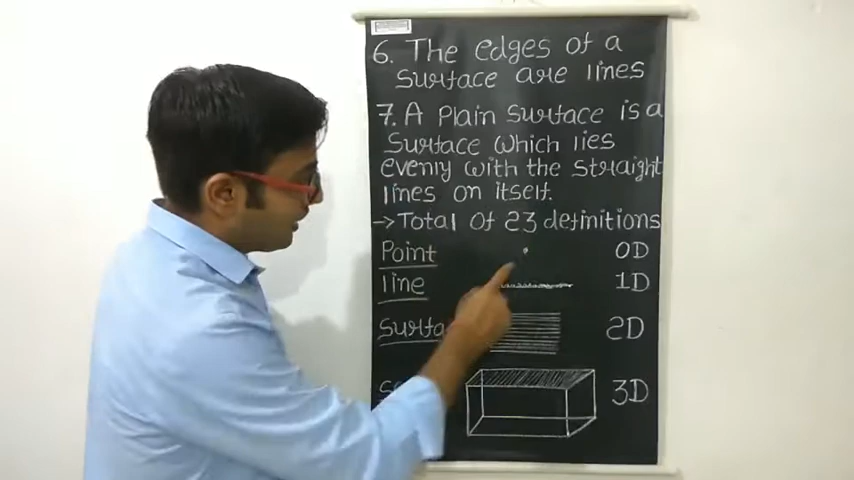 6. The edges of a
surface are lines
7. A Plain Surface is a
Surface Which lies
evenly with the Straight
lines on itself.
→ Total of 23 definitions
Point 0D
line 1D
2D
3D